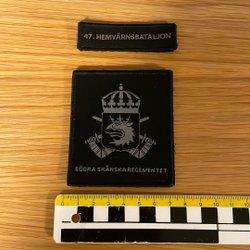 47. HEMVÄRNSBATALJON
SÖDRA SKÅNSKA REGEMENTET